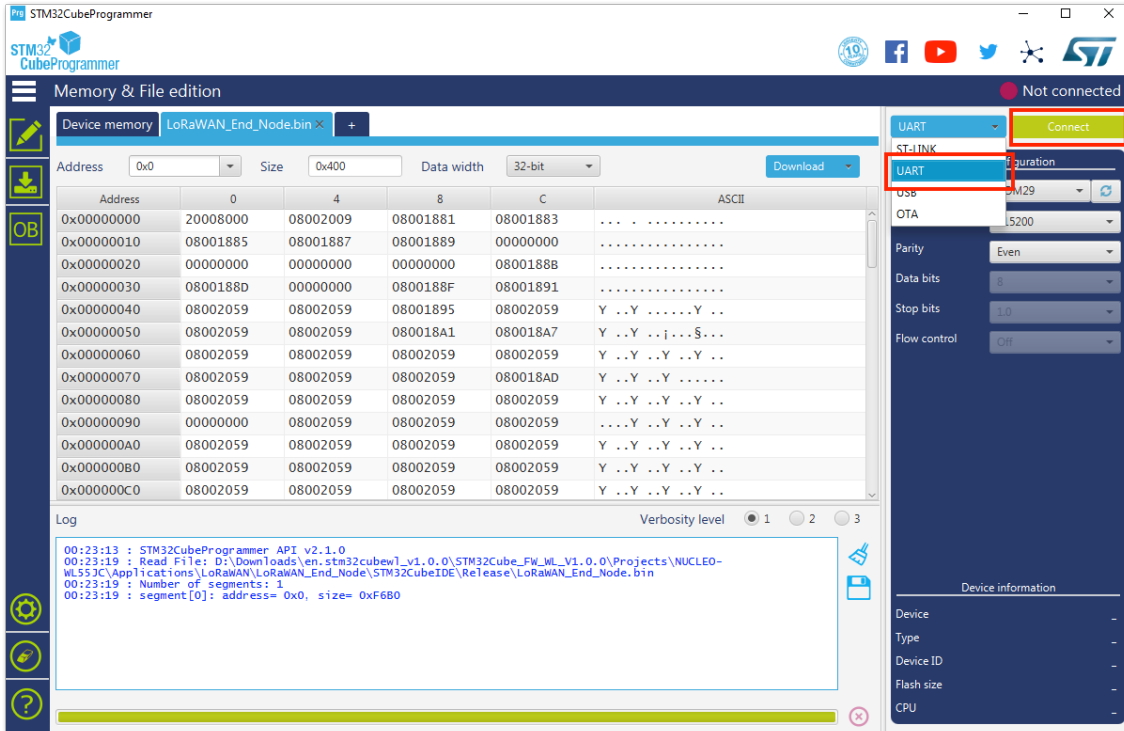 Prg STM32CubeProgrammer
STM32
CubeProgrammer
10
Memory & File edition
Not connected
Device memory LoRaWAN_End_Node.bin × +
UART Connect
ST-LINK
UART
USB
OTA
Address 0x0 Size 0x400 Data width 32-bit Download
Address 0 4 8 C ASCII
0x00000000 20008000 08002009 08001881 08001883 ... . ..........
0x00000010 08001885 08001887 08001889 00000000 ................
0x00000020 00000000 00000000 00000000 0800188B ................
0x00000030 0800188D 00000000 0800188F 08001891 ................
0x00000040 08002059 08002059 08001895 08002059 Y ..Y ......Y ..
0x00000050 08002059 08002059 080018A1 080018A7 Y ..Y ..¡...§...
0x00000060 08002059 08002059 08002059 08002059 Y ..Y ..Y ..Y ..
0x00000070 08002059 08002059 08002059 080018AD Y ..Y ..Y ......
0x00000080 08002059 08002059 08002059 08002059 Y ..Y ..Y ..Y ..
0x00000090 00000000 08002059 08002059 08002059 ....Y ..Y ..Y ..
0x000000A0 08002059 08002059 08002059 08002059 Y ..Y ..Y ..Y ..
0x000000B0 08002059 08002059 08002059 08002059 Y ..Y ..Y ..Y ..
0x000000C0 08002059 08002059 08002059 08002059 Y ..Y ..Y ..Y ..
OB
Parity Even
Data bits 8
Stop bits 1.0
Flow control Off
Log Verbosity level 1 2 3
00:23:13 : STM32CubeProgrammer API v2.1.0
00:23:19 : Read File: D:\Downloads\en.stm32cubewl_v1.0.0\STM32Cube_FW_WL_V1.0.0\Projects\NUCLEO-
WL55JC\Applications\LoRaWAN\LoRaWAN_End_Node\STM32CubeIDE\Release\LoRaWAN_End_Node.bin
00:23:19 : Number of segments: 1
00:23:19 : segment[0]: address= 0x0, size= 0xF6B0
Device information
Device -
Type -
Device ID -
Flash size -
CPU -